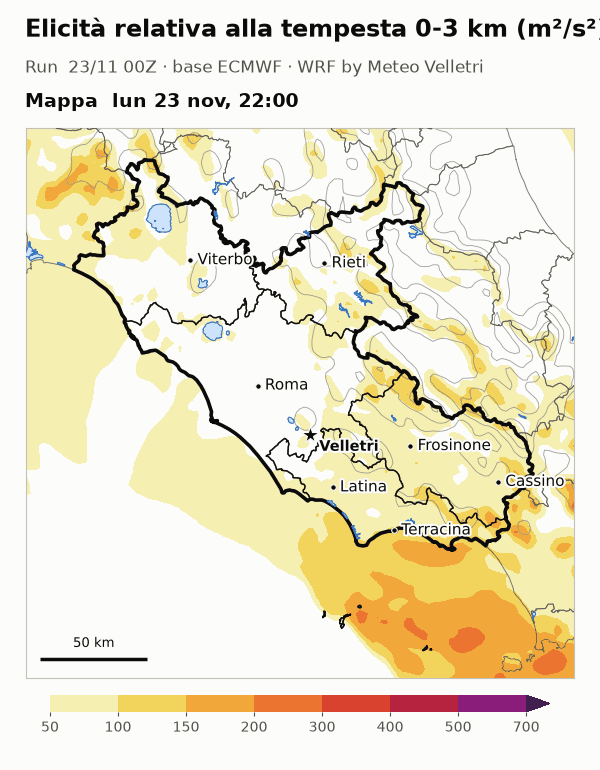 Elicità relativa alla tempesta 0-3 km (m²/s²)
Run 23/11 00Z · base ECMWF · WRF by Meteo Velletri
Mappa lun 23 nov, 22:00
Viterbo
Rieti
Roma
Velletri
Frosinone
Cassino
Latina
Terracina
50 km
50 100 150 200 300 400 500 700